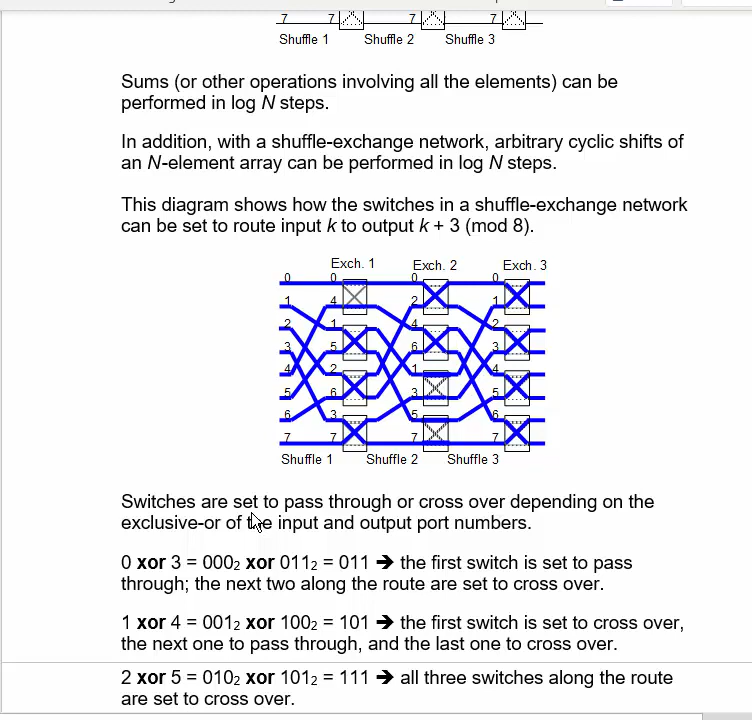 7 7 7
Shuffle 1 Shuffle 2 Shuffle 3
Sums (or other operations involving all the elements) can be
performed in log N steps.
In addition, with a shuffle-exchange network, arbitrary cyclic shifts of
an N-element array can be performed in log N steps.
This diagram shows how the switches in a shuffle-exchange network
can be set to route input k to output k + 3 (mod 8).
Exch. 1 Exch. 2 Exch. 3
0 0 0 0
1 4 2 1
2 1 4 2
3 5 6 3
4 2 1 4
5 6 3 5
6 3 5 6
7 7 7 7
Shuffle 1 Shuffle 2 Shuffle 3
Switches are set to pass through or cross over depending on the
exclusive-or of the input and output port numbers.
0 xor 3 = 000₂ xor 011₂ = 011 ➔ the first switch is set to pass
through; the next two along the route are set to cross over.
1 xor 4 = 001₂ xor 100₂ = 101 ➔ the first switch is set to cross over,
the next one to pass through, and the last one to cross over.
2 xor 5 = 010₂ xor 101₂ = 111 ➔ all three switches along the route
are set to cross over.